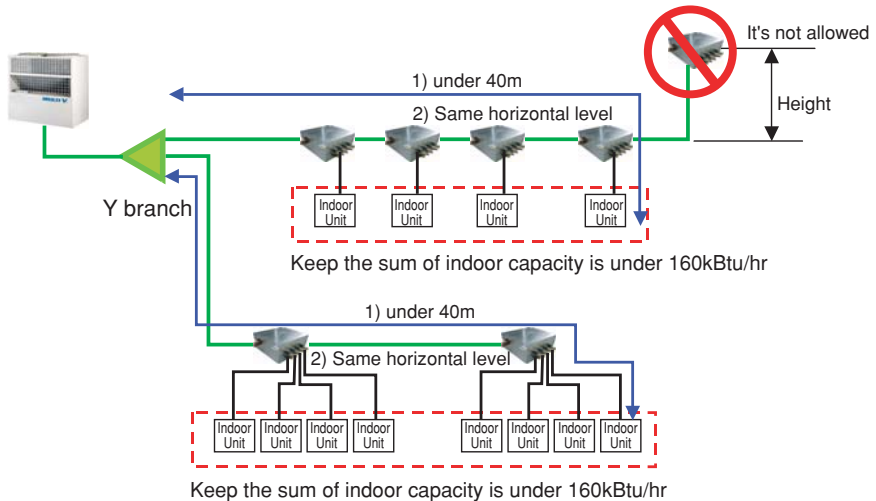 It's not allowed
1) under 40m
Height
2) Same horizontal level
Indoor
Unit
Indoor
Unit
Indoor
Unit
Indoor
Unit
Y branch
Keep the sum of indoor capacity is under 160kBtu/hr
1) under 40m
2) Same horizontal level
Indoor
Unit
Indoor
Unit
Indoor
Unit
Indoor
Unit
Indoor
Unit
Indoor
Unit
Indoor
Unit
Indoor
Unit
Keep the sum of indoor capacity is under 160kBtu/hr